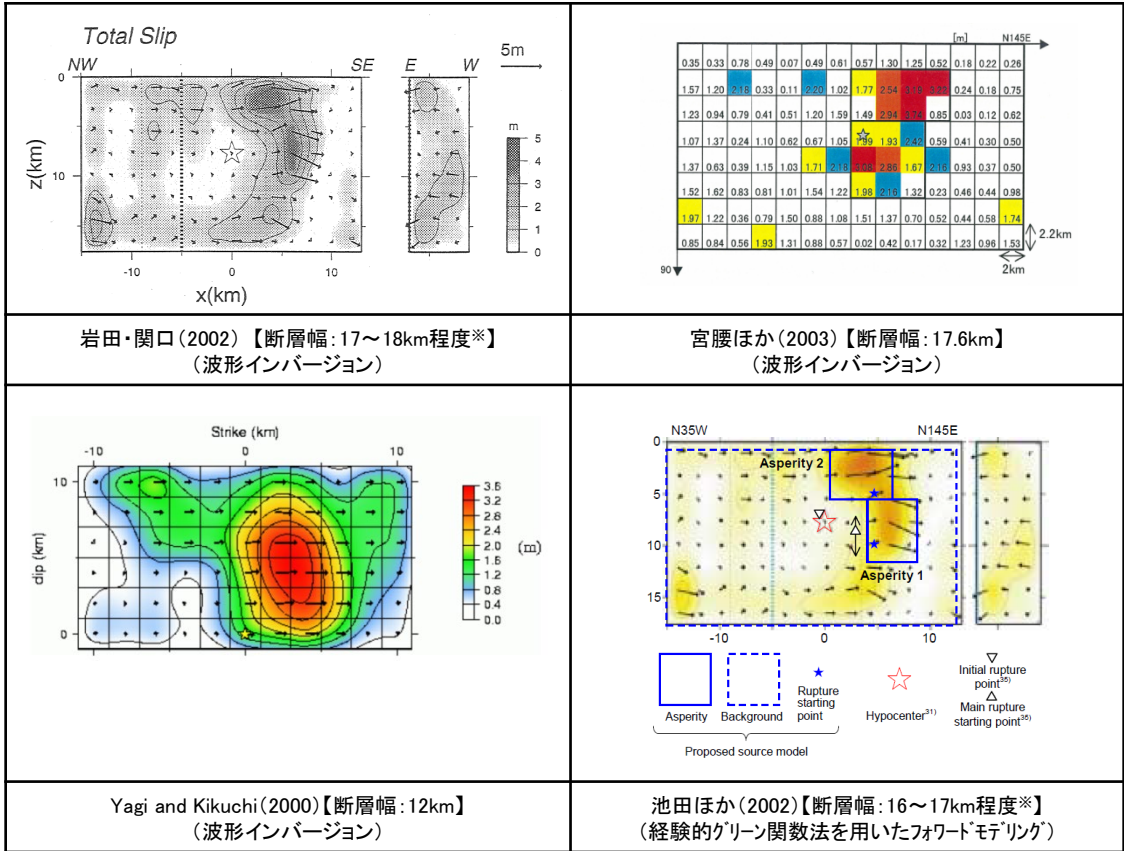 Total Slip
5m
NW SE E W
0
10
z(km)
m
5
4
3
2
1
0
-10 0 10
x(km)
岩田・関口(2002)【断層幅:17～18km程度※】
(波形インバージョン)
[m] N145E
0.35 0.33 0.78 0.49 0.07 0.49 0.61 0.57 1.30 1.25 0.52 0.18 0.22 0.26
1.57 1.20 2.18 0.33 0.11 2.20 1.02 1.77 2.54 0.24 0.18 0.75
1.23 0.94 0.79 0.41 0.51 1.20 1.59 1.49 2.94 3.74 0.85 0.03 0.12 0.62
1.07 1.37 0.24 1.10 0.62 0.67 1.05 1.99 1.93 2.42 0.59 0.41 0.30 0.50
1.37 0.63 0.39 1.15 1.03 1.71 2.18 2.86 1.67 2.16 0.93 0.37 0.50
1.52 1.62 0.83 0.81 1.01 1.54 1.22 1.98 2.16 1.32 0.23 0.46 0.44 0.98
1.97 1.22 0.36 0.79 1.50 0.88 1.08 1.51 1.37 0.70 0.52 0.44 0.58 1.74
0.85 0.84 0.56 1.93 1.31 0.88 0.57 0.02 0.42 0.17 0.32 1.23 0.96 1.53
2.2km
2km
90
宮腰ほか(2003)【断層幅:17.6km】
(波形インバージョン)
Strike (km)
-10 0 10
10
0
dip (km)
3.6
3.2
2.8
2.4
2.0
1.6
1.2
0.8
0.4
0.0
(m)
Yagi and Kikuchi(2000)【断層幅:12km】
(波形インバージョン)
N35W N145E
0
5
10
15
Asperity 2
Asperity 1
-10 0 10
Asperity
Background
Rupture
starting
point
Hypocenter31)
Initial rupture
point35)
Main rupture
starting point35)
Proposed source model
池田ほか(2002)【断層幅:16～17km程度※】
(経験的グリーン関数法を用いたフォワードモデリング)